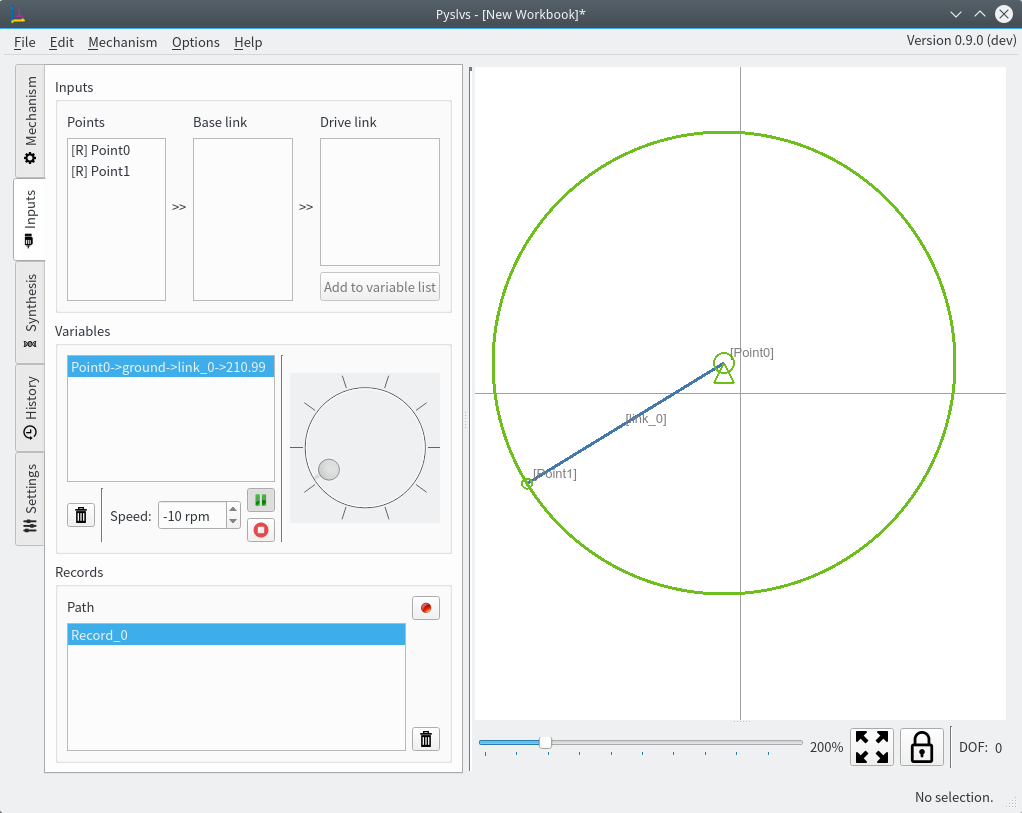 Pyslvs - [New Workbook]*
File Edit Mechanism Options Help
Version 0.9.0 (dev)
Mechanism
Inputs
Synthesis
History
Settings
Inputs
Points
Base link
Drive link
[R] Point0
[R] Point1
>>
>>
Add to variable list
Variables
Point0->ground->link_0->210.99
Speed:
-10 rpm
Records
Path
Record_0
[Point0]
[link_0]
[Point1]
200%
DOF: 0
No selection.